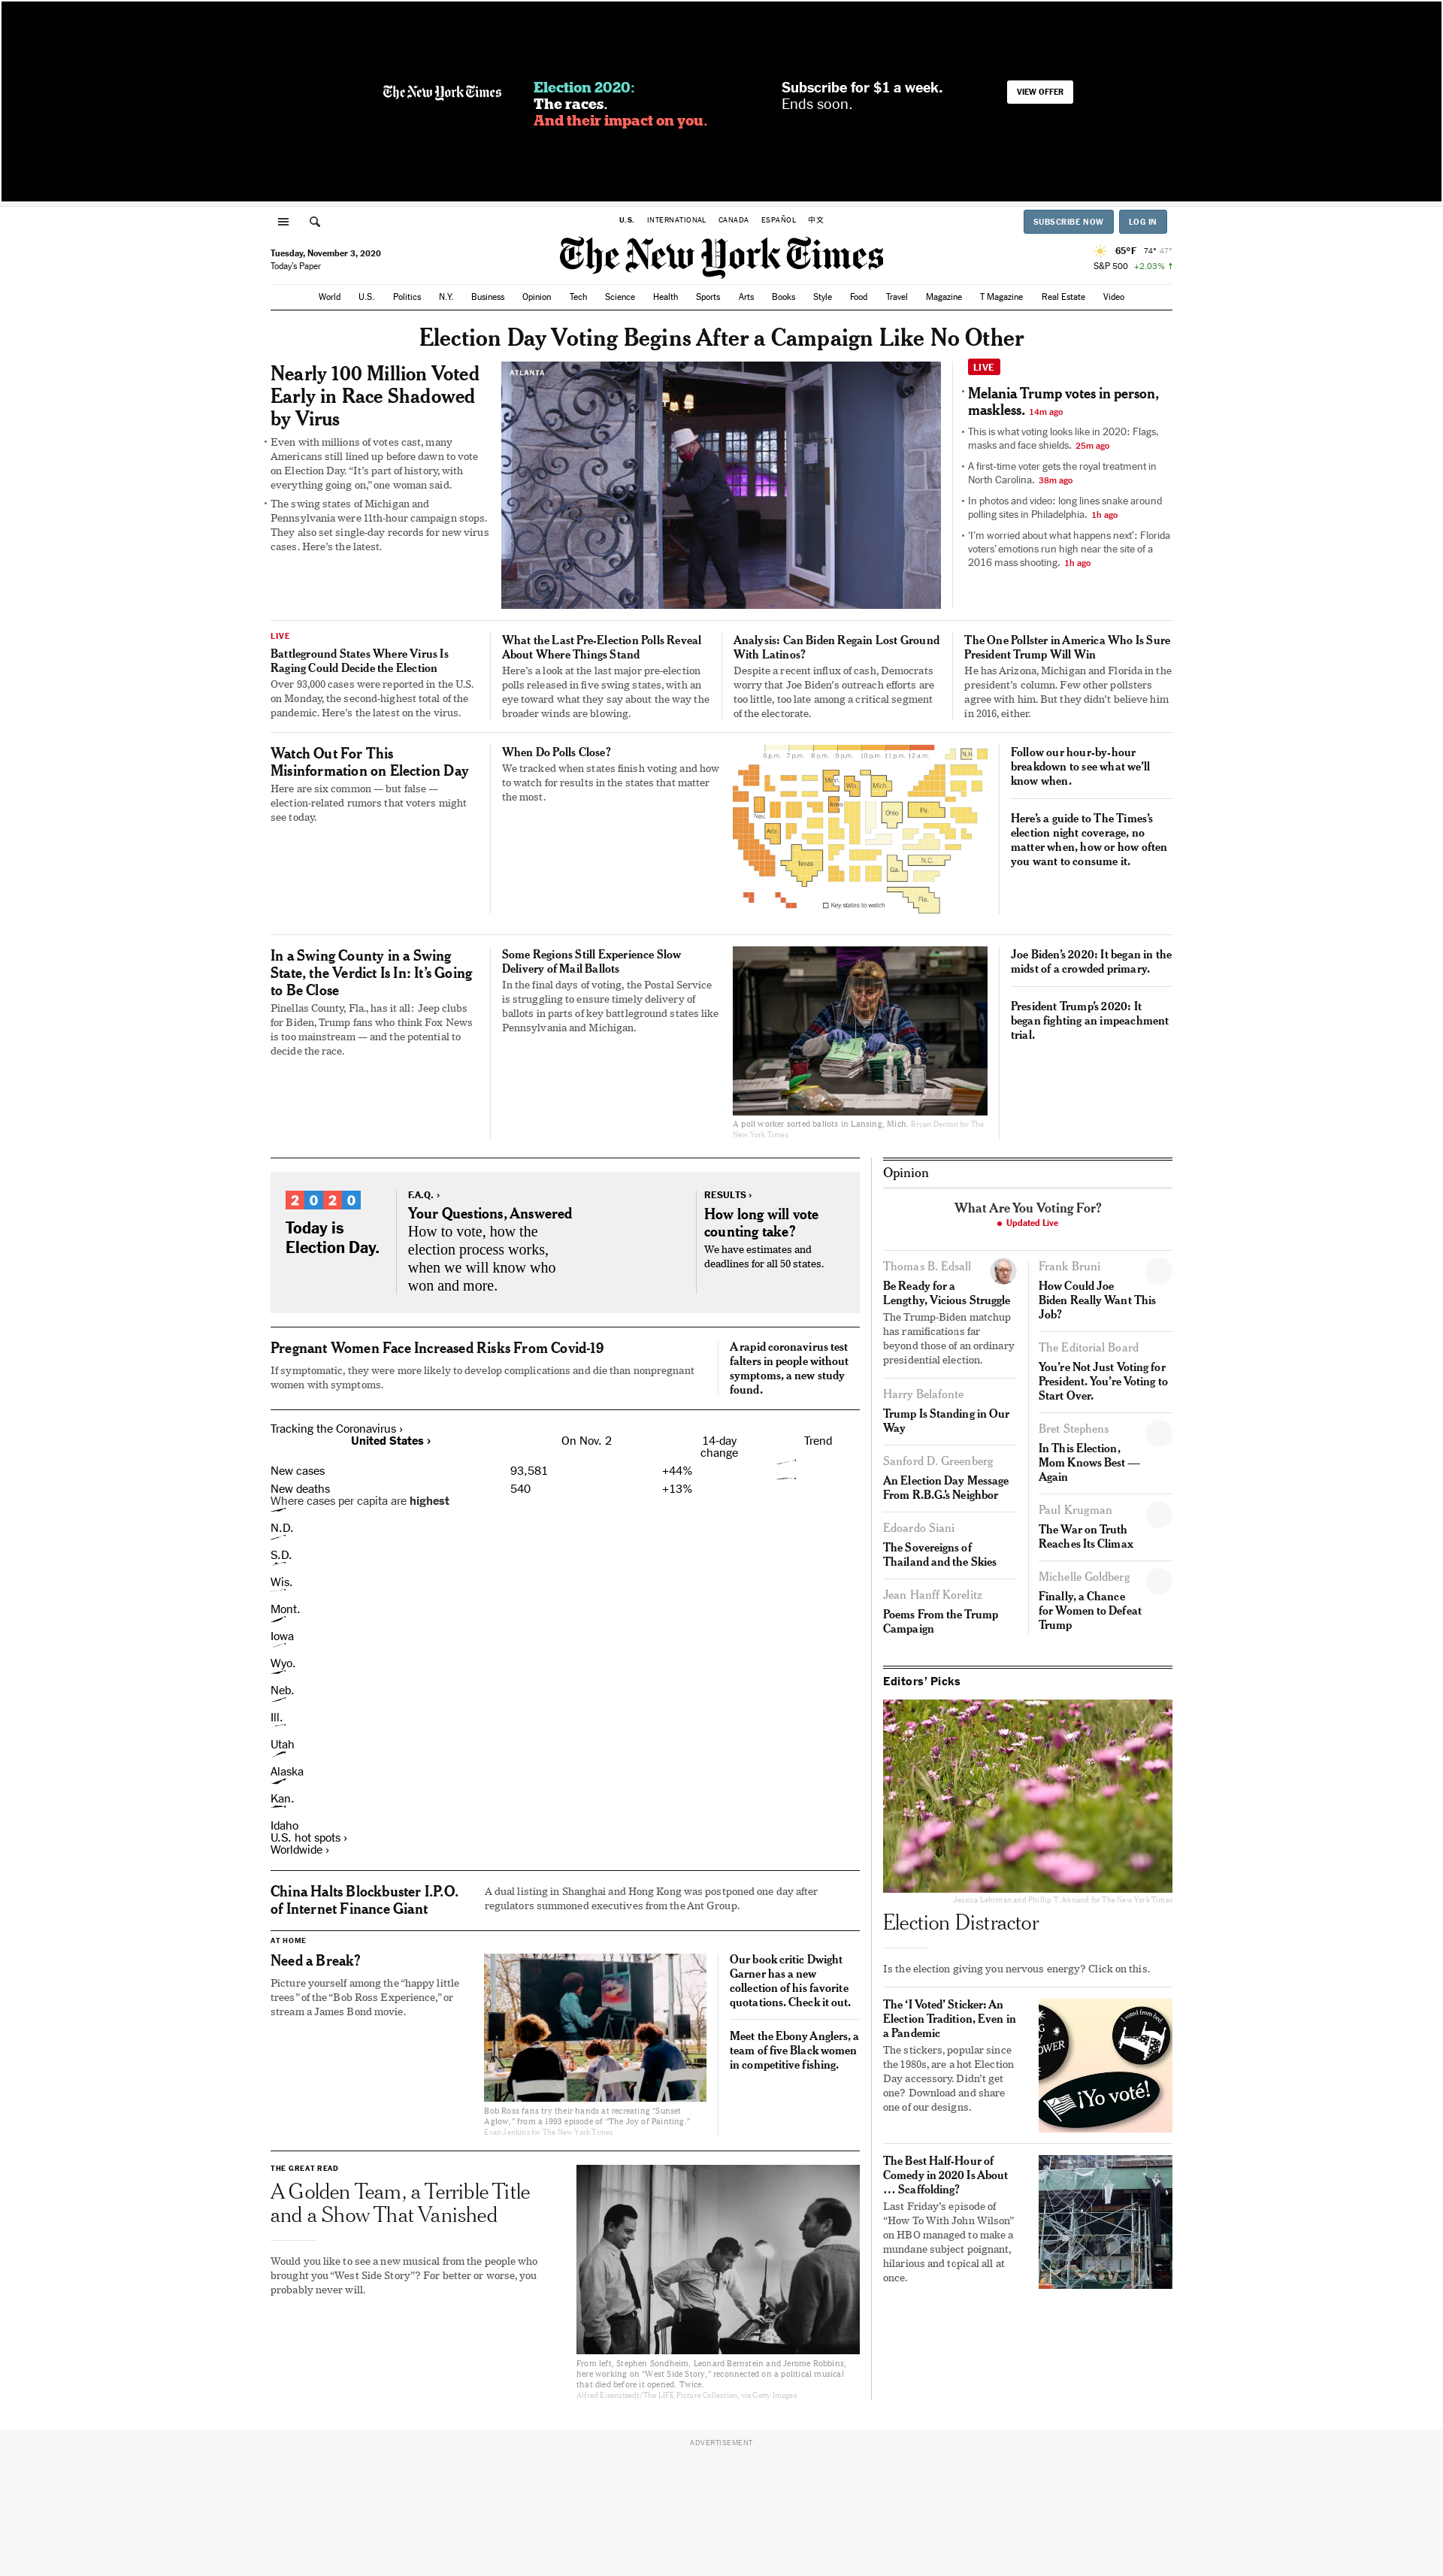 The New York Times
Election 2020:
The races.
And their impact on you.
Subscribe for $1 a week.
Ends soon.
VIEW OFFER
U.S. INTERNATIONAL CANADA ESPAÑOL 中文
SUBSCRIBE NOW LOG IN
Tuesday, November 3, 2020
Today's Paper
The New York Times
65°F 74° 47°
S&P 500 +2.03% ↑
World U.S. Politics N.Y. Business Opinion Tech Science Health Sports Arts Books Style Food Travel Magazine T Magazine Real Estate Video
Election Day Voting Begins After a Campaign Like No Other
Nearly 100 Million Voted
Early in Race Shadowed
by Virus
• Even with millions of votes cast, many
Americans still lined up before dawn to vote
on Election Day. “It’s part of history, with
everything going on,” one woman said.
• The swing states of Michigan and
Pennsylvania were 11th-hour campaign stops.
They also set single-day records for new virus
cases. Here’s the latest.
ATLANTA
LIVE
• Melania Trump votes in person,
maskless. 14m ago
• This is what voting looks like in 2020: Flags,
masks and face shields. 25m ago
• A first-time voter gets the royal treatment in
North Carolina. 38m ago
• In photos and video: long lines snake around
polling sites in Philadelphia. 1h ago
• ‘I’m worried about what happens next’: Florida
voters’ emotions run high near the site of a
2016 mass shooting. 1h ago
LIVE
Battleground States Where Virus Is
Raging Could Decide the Election
Over 93,000 cases were reported in the U.S.
on Monday, the second-highest total of the
pandemic. Here’s the latest on the virus.
What the Last Pre-Election Polls Reveal
About Where Things Stand
Here’s a look at the last major pre-election
polls released in five swing states, with an
eye toward what they say about the way the
broader winds are blowing.
Analysis: Can Biden Regain Lost Ground
With Latinos?
Despite a recent influx of cash, Democrats
worry that Joe Biden’s outreach efforts are
too little, too late among a critical segment
of the electorate.
The One Pollster in America Who Is Sure
President Trump Will Win
He has Arizona, Michigan and Florida in the
president’s column. Few other pollsters
agree with him. But they didn’t believe him
in 2016, either.
Watch Out For This
Misinformation on Election Day
Here are six common — but false —
election-related rumors that voters might
see today.
When Do Polls Close?
We tracked when states finish voting and how
to watch for results in the states that matter
the most.
6 p.m. 7 p.m. 8 p.m. 9 p.m. 10 p.m. 11 p.m. 12 a.m.
N.H.
Minn.
Wis.
Mich.
Iowa
Nev.
Ohio
Pa.
Ariz.
Texas
N.C.
Ga.
Fla.
Key states to watch
Follow our hour-by-hour
breakdown to see what we’ll
know when.
Here’s a guide to The Times’s
election night coverage, no
matter when, how or how often
you want to consume it.
In a Swing County in a Swing
State, the Verdict Is In: It’s Going
to Be Close
Pinellas County, Fla., has it all: Jeep clubs
for Biden, Trump fans who think Fox News
is too mainstream — and the potential to
decide the race.
Some Regions Still Experience Slow
Delivery of Mail Ballots
In the final days of voting, the Postal Service
is struggling to ensure timely delivery of
ballots in parts of key battleground states like
Pennsylvania and Michigan.
A poll worker sorted ballots in Lansing, Mich. Bryan Denton for The
New York Times
Joe Biden’s 2020: It began in the
midst of a crowded primary.
President Trump’s 2020: It
began fighting an impeachment
trial.
2020
Today is
Election Day.
F.A.Q. ›
Your Questions, Answered
How to vote, how the
election process works,
when we will know who
won and more.
RESULTS ›
How long will vote
counting take?
We have estimates and
deadlines for all 50 states.
Pregnant Women Face Increased Risks From Covid-19
If symptomatic, they were more likely to develop complications and die than nonpregnant
women with symptoms.
A rapid coronavirus test
falters in people without
symptoms, a new study
found.
Tracking the Coronavirus ›
United States › On Nov. 2 14-day
change Trend
New cases 93,581 +44%
New deaths 540 +13%
Where cases per capita are highest
N.D.
S.D.
Wis.
Mont.
Iowa
Wyo.
Neb.
Ill.
Utah
Alaska
Kan.
Idaho
U.S. hot spots ›
Worldwide ›
China Halts Blockbuster I.P.O.
of Internet Finance Giant
A dual listing in Shanghai and Hong Kong was postponed one day after
regulators summoned executives from the Ant Group.
AT HOME
Need a Break?
Picture yourself among the “happy little
trees” of the “Bob Ross Experience,” or
stream a James Bond movie.
Bob Ross fans try their hands at recreating “Sunset
Aglow,” from a 1993 episode of “The Joy of Painting.”
Evan Jenkins for The New York Times
Our book critic Dwight
Garner has a new
collection of his favorite
quotations. Check it out.
Meet the Ebony Anglers, a
team of five Black women
in competitive fishing.
THE GREAT READ
A Golden Team, a Terrible Title
and a Show That Vanished
Would you like to see a new musical from the people who
brought you “West Side Story”? For better or worse, you
probably never will.
From left, Stephen Sondheim, Leonard Bernstein and Jerome Robbins,
here working on “West Side Story,” reconnected on a political musical
that died before it opened. Twice.
Alfred Eisenstaedt/The LIFE Picture Collection, via Getty Images
Opinion
What Are You Voting For?
Updated Live
Thomas B. Edsall
Be Ready for a
Lengthy, Vicious Struggle
The Trump-Biden matchup
has ramifications far
beyond those of an ordinary
presidential election.
Harry Belafonte
Trump Is Standing in Our
Way
Sanford D. Greenberg
An Election Day Message
From R.B.G.’s Neighbor
Edoardo Siani
The Sovereigns of
Thailand and the Skies
Jean Hanff Korelitz
Poems From the Trump
Campaign
Frank Bruni
How Could Joe
Biden Really Want This
Job?
The Editorial Board
You’re Not Just Voting for
President. You’re Voting to
Start Over.
Bret Stephens
In This Election,
Mom Knows Best —
Again
Paul Krugman
The War on Truth
Reaches Its Climax
Michelle Goldberg
Finally, a Chance
for Women to Defeat
Trump
Editors’ Picks
Jessica Lehrman and Phillip T. Annand for The New York Times
Election Distractor
Is the election giving you nervous energy? Click on this.
The ‘I Voted’ Sticker: An
Election Tradition, Even in
a Pandemic
The stickers, popular since
the 1980s, are a hot Election
Day accessory. Didn’t get
one? Download and share
one of our designs.
I voted from bed
¡Yo voté!
The Best Half-Hour of
Comedy in 2020 Is About
… Scaffolding?
Last Friday’s episode of
“How To With John Wilson”
on HBO managed to make a
mundane subject poignant,
hilarious and topical all at
once.
ADVERTISEMENT